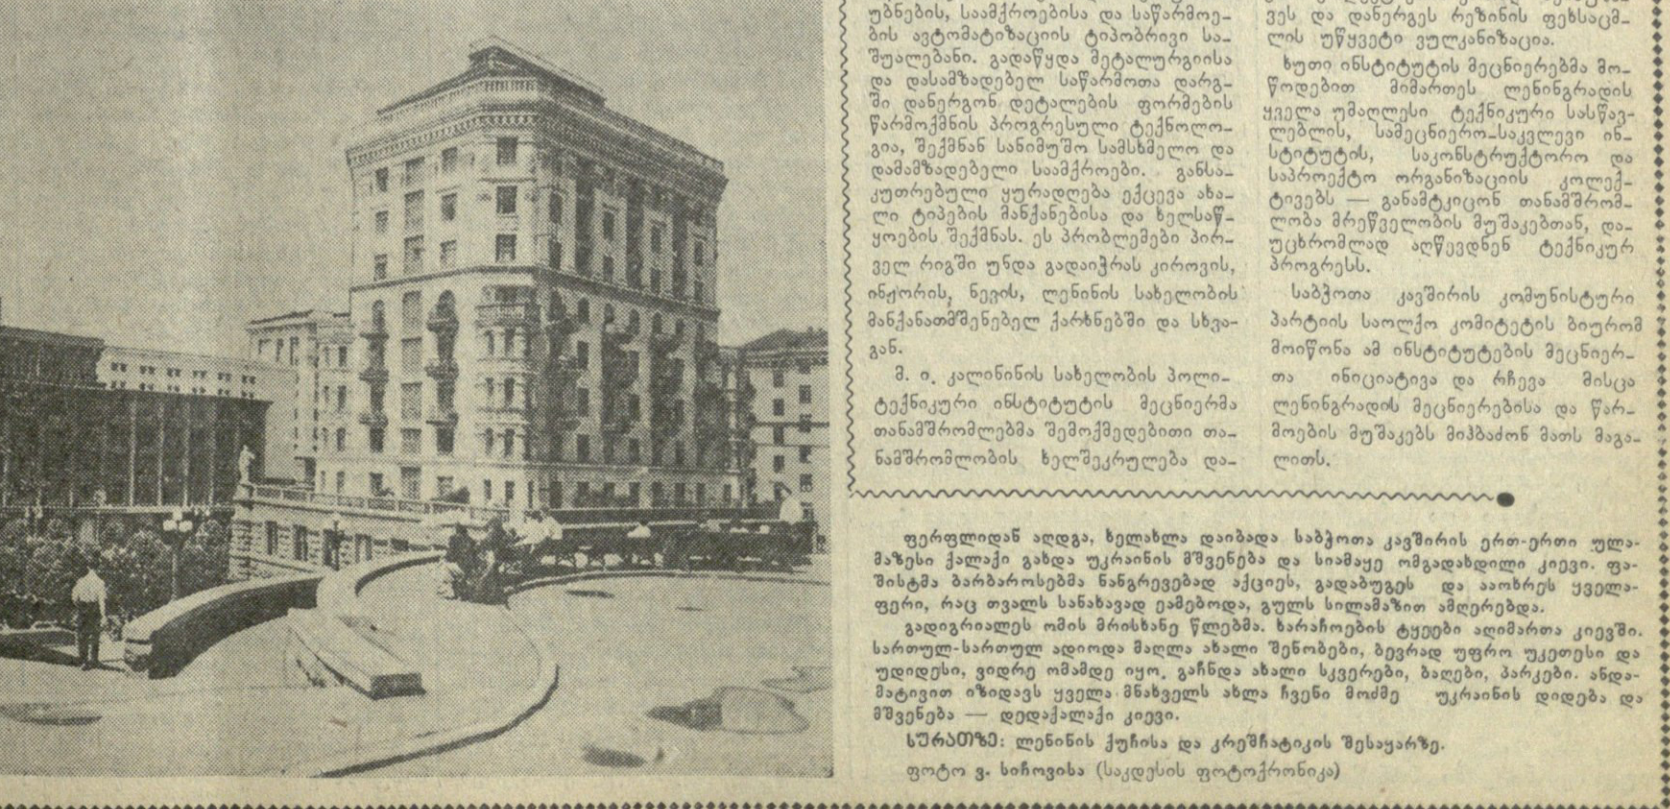 უბნების, საამქროებისა და საწარმოე-
ბის ავტომატიზაციის ტიპობრივი სა-
შუალებანი. გადაწყდა მეტალურგიისა
და დასამზადებელ საწარმოთა დარგ-
ში დანერგონ დეტალების ფორმების
წარმოქმნის პროგრესული ტექნოლო-
გია, შექმნან სანიმუშო სამსხმელო და
დამამზადებელი საამქროები. განსა-
კუთრებული ყურადღება ექცევა ახა-
ლი ტიპების მანქანებისა და ხელსაწ-
ყოების შექმნას. ეს პრობლემები პირ-
ველ რიგში უნდა გადაიჭრას კიროვის,
იჟორის, ნევის, ლენინის სახელობის
მანქანათმშენებელ ქარხნებში და სხვა-
გან.
მ. ი. კალინინის სახელობის პოლი-
ტექნიკური ინსტიტუტის მეცნიერმა
თანამშრომლებმა შემოქმედებითი თა-
ნამშრომლობის ხელშეკრულება და-
ვეს და დანერგეს რეზინის ფეხსაცმ-
ლის უწყვეტი ვულკანიზაცია.
ხუთი ინსტიტუტის მეცნიერებმა მო-
წოდებით მიმართეს ლენინგრადის
ყველა უმაღლესი ტექნიკური სასწავ-
ლებლის, სამეცნიერო-საკვლევი ინ-
სტიტუტის, საკონსტრუქტორო და
საპროექტო ორგანიზაციის კოლექ-
ტივებს — განამტკიცონ თანამშრომ-
ლობა მრეწველობის მუშაკებთან, და-
უცხრომლად აღწევდნენ ტექნიკურ
პროგრესს.
საბჭოთა კავშირის კომუნისტური
პარტიის საოლქო კომიტეტის ბიურომ
მოიწონა ამ ინსტიტუტების მეცნიერ-
თა ინიციატივა და რჩევა მისცა
ლენინგრადის მეცნიერებისა და წარ-
მოების მუშაკებს მიჰბაძონ მათს მაგა-
ლითს.
ფერფლიდან აღდგა, ხელახლა დაიბადა საბჭოთა კავშირის ერთ-ერთი ულა-
მაზესი ქალაქი გახდა უკრაინის მშვენება და სიამაყე ომგადახდილი კიევი. ფა-
შისტმა ბარბაროსებმა ნანგრევებად აქციეს, გადაბუგეს და ააოხრეს ყველა-
ფერი, რაც თვალს სანახავად ეამებოდა, გულს სილამაზით ამღერებდა.
გადიგრიალეს ომის მრისხანე წლებმა. ხარაჩოების ტყეები აღიმართა კიევში.
სართულ-სართულ ადიოდა მაღლა ახალი შენობები, ბევრად უფრო უკეთესი და
უდიდესი, ვიდრე ომამდე იყო. გაჩნდა ახალი სკვერები, ბაღები, პარკები. ანდა-
მატივით იზიდავს ყველა მნახველს ახლა ჩვენი მოძმე უკრაინის დიდება და
მშვენება — დედაქალაქი კიევი.
სურათზე: ლენინის ქუჩისა და კრეშჩატიკის შესაყარზე.
ფოტო ვ. სიჩოვისა (საკდესის ფოტოქრონიკა)